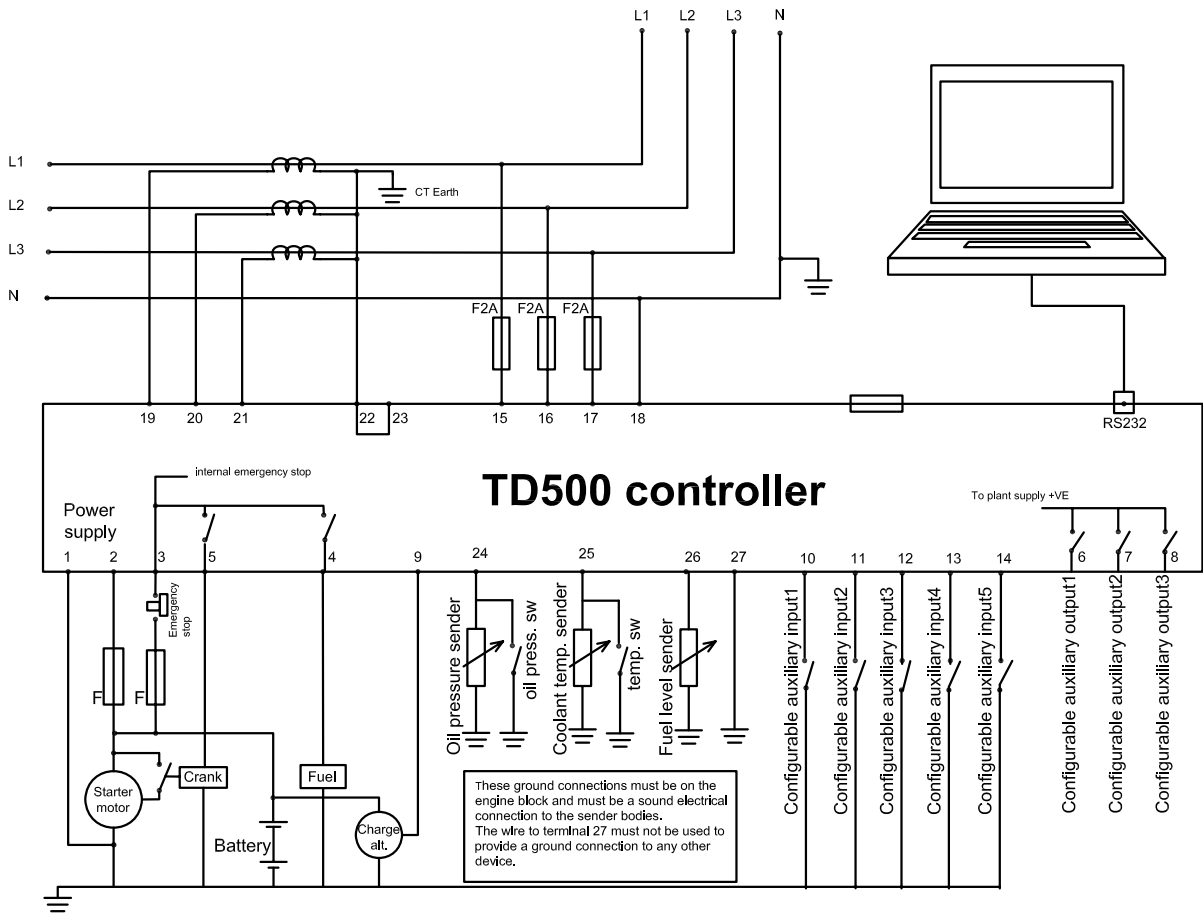 L1 L2 L3 N
L1
CT Earth
L2
L3
N
F2A F2A F2A
19 20 21 22 23 15 16 17 18
RS232
internal emergency stop
TD500 controller
To plant supply +VE
Power
supply
1 2 3 5 4 9 24 25 26 27 10 11 12 13 14 6 7 8
Emergency
stop
F F
Oil pressure sender
oil press. sw
Coolant temp. sender
temp. sw
Fuel level sender
Configurable auxiliary input1
Configurable auxiliary input2
Configurable auxiliary input3
Configurable auxiliary input4
Configurable auxiliary input5
Configurable auxiliary output1
Configurable auxiliary output2
Configurable auxiliary output3
Starter
motor
Crank
Fuel
Battery
Charge
alt.
These ground connections must be on the
engine block and must be a sound electrical
connection to the sender bodies.
The wire to terminal 27 must not be used to
provide a ground connection to any other
device.